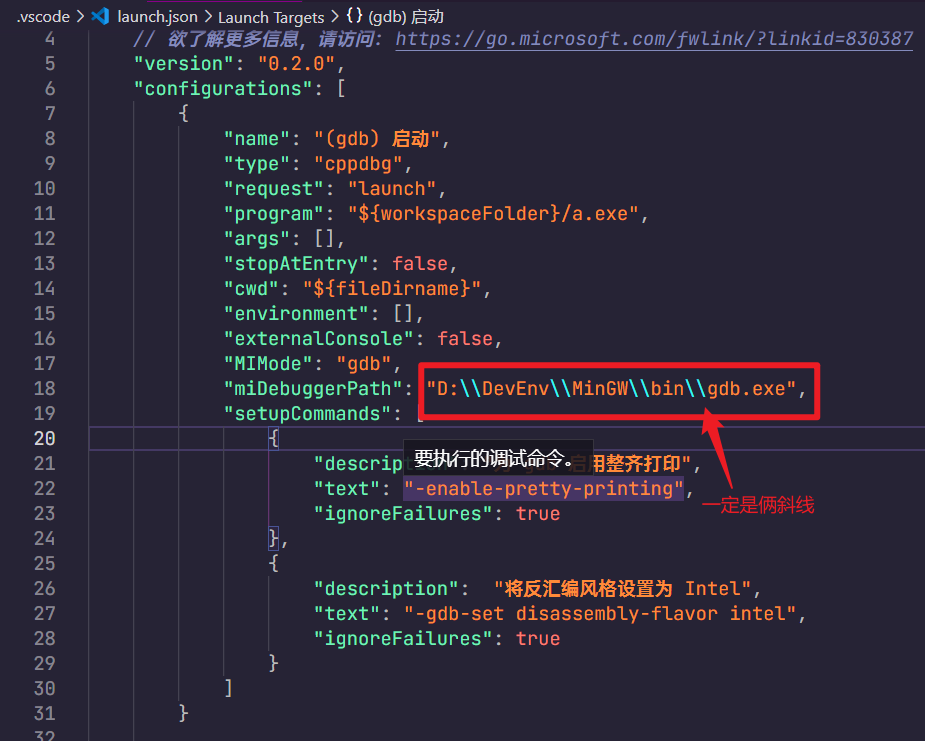 .vscode > launch.json > Launch Targets > {} (gdb) 启动
4 // 欲了解更多信息，请访问: https://go.microsoft.com/fwlink/?linkid=830387
5 "version": "0.2.0",
6 "configurations": [
7 {
8 "name": "(gdb) 启动",
9 "type": "cppdbg",
10 "request": "launch",
11 "program": "${workspaceFolder}/a.exe",
12 "args": [],
13 "stopAtEntry": false,
14 "cwd": "${fileDirname}",
15 "environment": [],
16 "externalConsole": false,
17 "MIMode": "gdb",
18 "miDebuggerPath": "D:\\DevEnv\\MinGW\\bin\\gdb.exe",
19 "setupCommands": [
20 {
要执行的调试命令。
21 "descript 启用整齐打印",
22 "text": "-enable-pretty-printing",
一定是俩斜线
23 "ignoreFailures": true
24 },
25 {
26 "description": "将反汇编风格设置为 Intel",
27 "text": "-gdb-set disassembly-flavor intel",
28 "ignoreFailures": true
29 }
30 ]
31 }
32